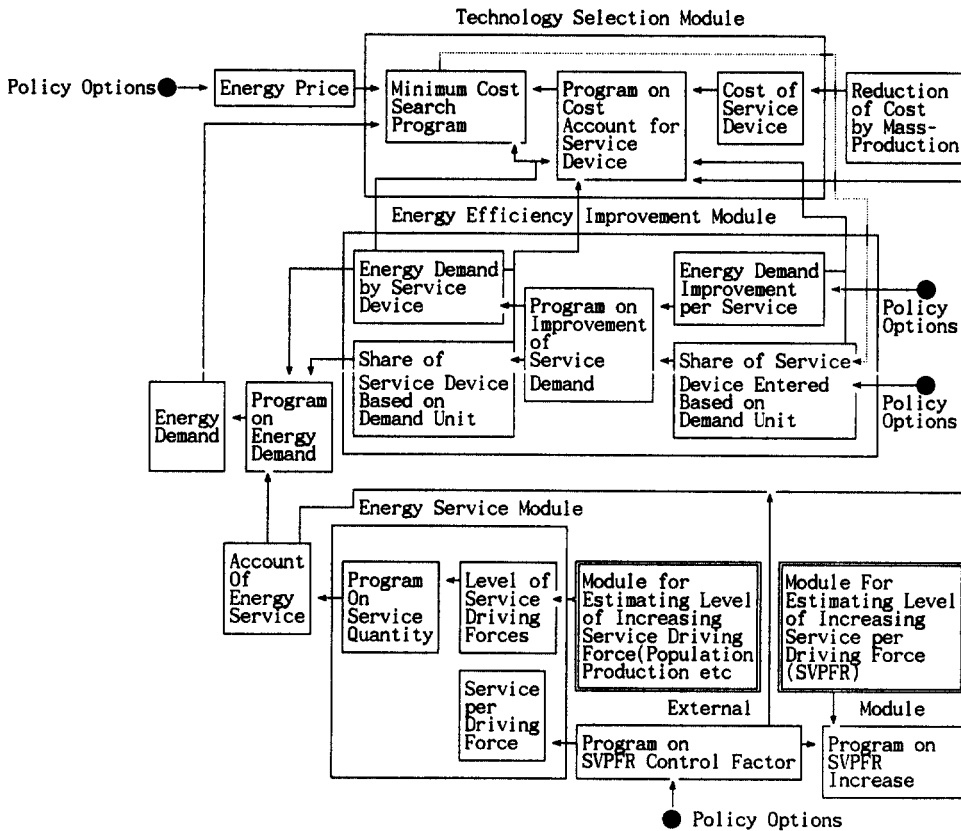 Technology Selection Module
Policy Options
Energy Price
Minimum Cost
Search
Program
Program on
Cost
Account for
Service
Device
Cost of
Service
Device
Reduction
of Cost
by Mass-
Production
Energy Efficiency Improvement Module
Energy Demand
by Service
Device
Program on
Improvement
of
Service
Demand
Energy Demand
Improvement
per Service
Policy
Options
Share of
Service Device
Based on
Demand Unit
Share of Service
Device Entered
Based on
Demand Unit
Policy
Options
Energy
Demand
Program
on
Energy
Demand
Energy Service Module
Account
Of
Energy
Service
Program
On
Service
Quantity
Level of
Service
Driving
Forces
Module for
Estimating Level
of Increasing
Service Driving
Force(Population
Production etc
Module For
Estimating Level
of Increasing
Service per
Driving Force
(SVPFR)
Service
per
Driving
Force
External
Module
Program on
SVPFR Control Factor
Program on
SVPFR
Increase
Policy Options